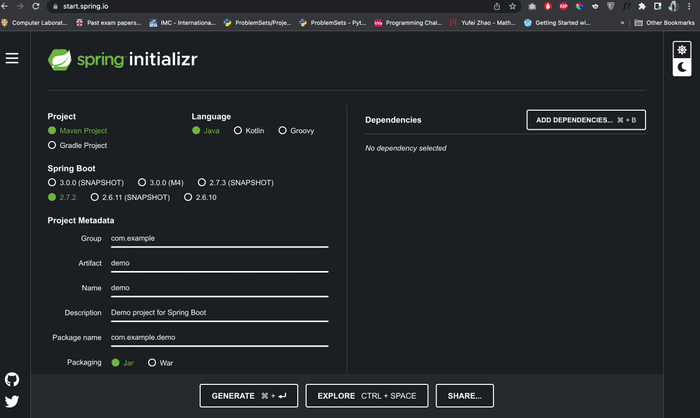 start.spring.io
Computer Laborat... Past exam papers... IMC - Internationa... ProblemSets/Proje... ProblemSets - Pyt... Programming Chal... Yufei Zhao - Math... Getting Started wi... » Other Bookmarks
spring initializr
Project
Maven Project
Gradle Project
Language
Java Kotlin Groovy
Spring Boot
3.0.0 (SNAPSHOT) 3.0.0 (M4) 2.7.3 (SNAPSHOT)
2.7.2 2.6.11 (SNAPSHOT) 2.6.10
Project Metadata
Group com.example
Artifact demo
Name demo
Description Demo project for Spring Boot
Package name com.example.demo
Packaging Jar War
Dependencies
ADD DEPENDENCIES... ⌘ + B
No dependency selected
GENERATE ⌘ + ⏎
EXPLORE CTRL + SPACE
SHARE...